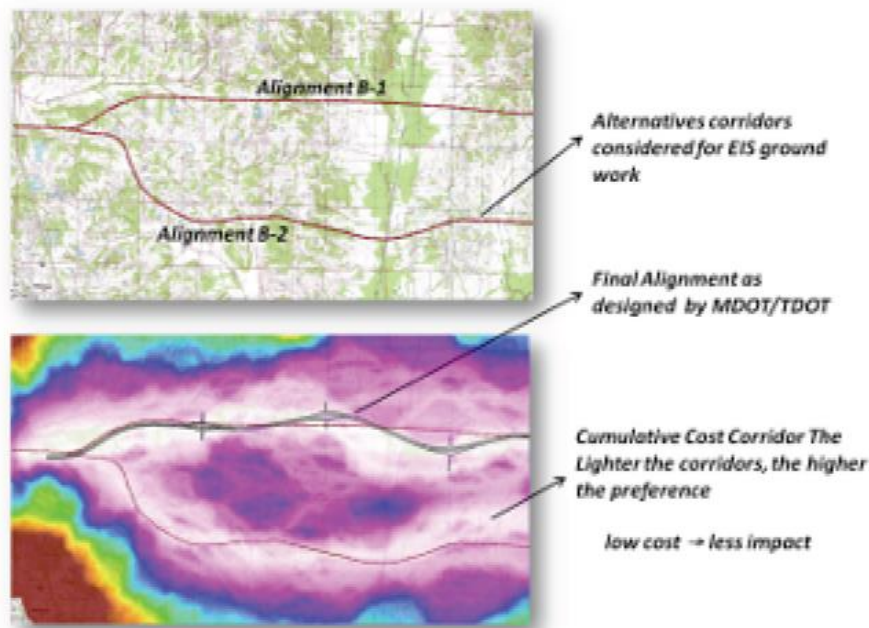 Alignment B-1
Alternatives corridors
considered for EIS ground
work
Alignment B-2
Final Alignment as
designed by MDOT/TDOT
Cumulative Cost Corridor The
Lighter the corridors, the higher
the preference
low cost → less impact